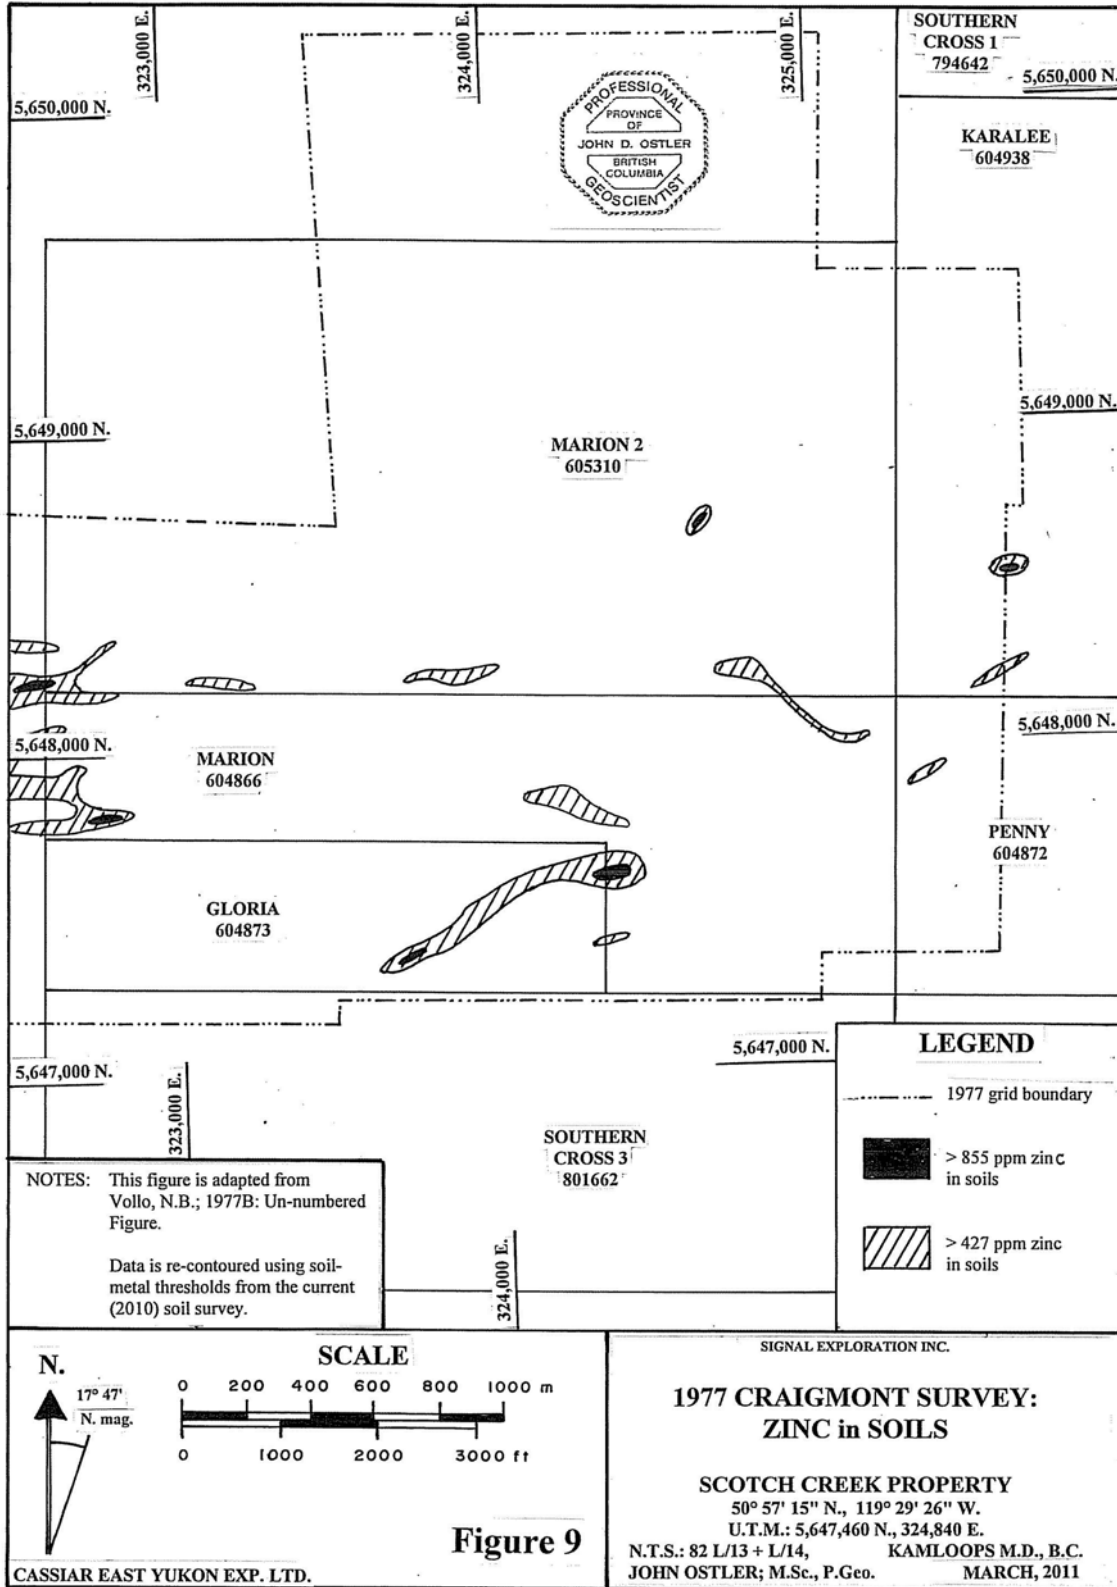 323,000 E.
324,000 E.
325,000 E.
SOUTHERN
CROSS 1
794642
5,650,000 N.
5,650,000 N.
PROFESSIONAL
PROVINCE
OF
JOHN D. OSTLER
BRITISH
COLUMBIA
GEOSCIENTIST
KARALEE
604938
5,649,000 N.
5,649,000 N.
MARION 2
605310
5,648,000 N.
5,648,000 N.
MARION
604866
PENNY
604872
GLORIA
604873
5,647,000 N.
5,647,000 N.
323,000 E.
SOUTHERN
CROSS 3
801662
324,000 E.
LEGEND
1977 grid boundary
> 855 ppm zinc
in soils
> 427 ppm zinc
in soils
NOTES: This figure is adapted from
Vollo, N.B.; 1977B: Un-numbered
Figure.
Data is re-contoured using soil-
metal thresholds from the current
(2010) soil survey.
N.
17° 47'
N. mag.
SCALE
0 200 400 600 800 1000 m
0 1000 2000 3000 ft
Figure 9
CASSIAR EAST YUKON EXP. LTD.
SIGNAL EXPLORATION INC.
1977 CRAIGMONT SURVEY:
ZINC in SOILS
SCOTCH CREEK PROPERTY
50° 57' 15" N., 119° 29' 26" W.
U.T.M.: 5,647,460 N., 324,840 E.
N.T.S.: 82 L/13 + L/14, KAMLOOPS M.D., B.C.
JOHN OSTLER; M.Sc., P.Geo. MARCH, 2011